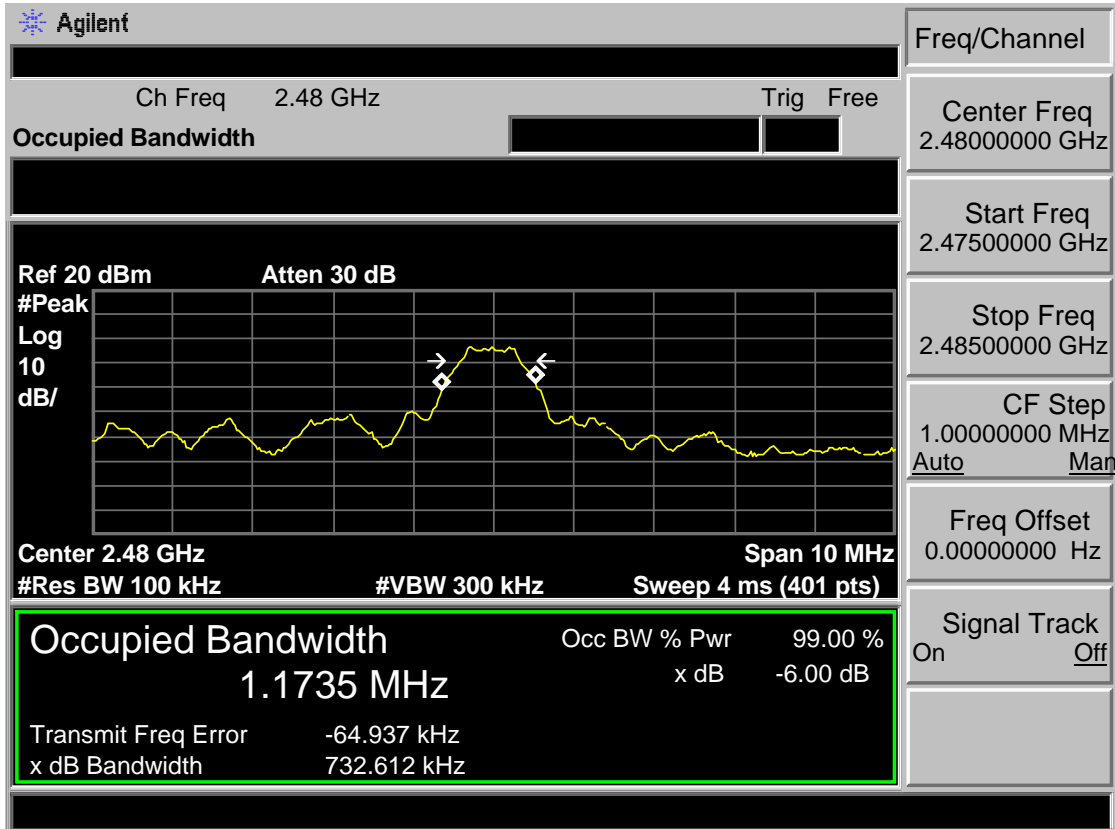 Agilent
Freq/Channel
Ch Freq 2.48 GHz Trig Free
Occupied Bandwidth
Center Freq
2.48000000 GHz
Start Freq
2.47500000 GHz
Stop Freq
2.48500000 GHz
CF Step
1.00000000 MHz
Auto Man
Freq Offset
0.00000000 Hz
Signal Track
On Off
Ref 20 dBm Atten 30 dB
#Peak
Log
10
dB/
Center 2.48 GHz Span 10 MHz
#Res BW 100 kHz #VBW 300 kHz Sweep 4 ms (401 pts)
Occupied Bandwidth Occ BW % Pwr 99.00 %
1.1735 MHz x dB -6.00 dB
Transmit Freq Error -64.937 kHz
x dB Bandwidth 732.612 kHz